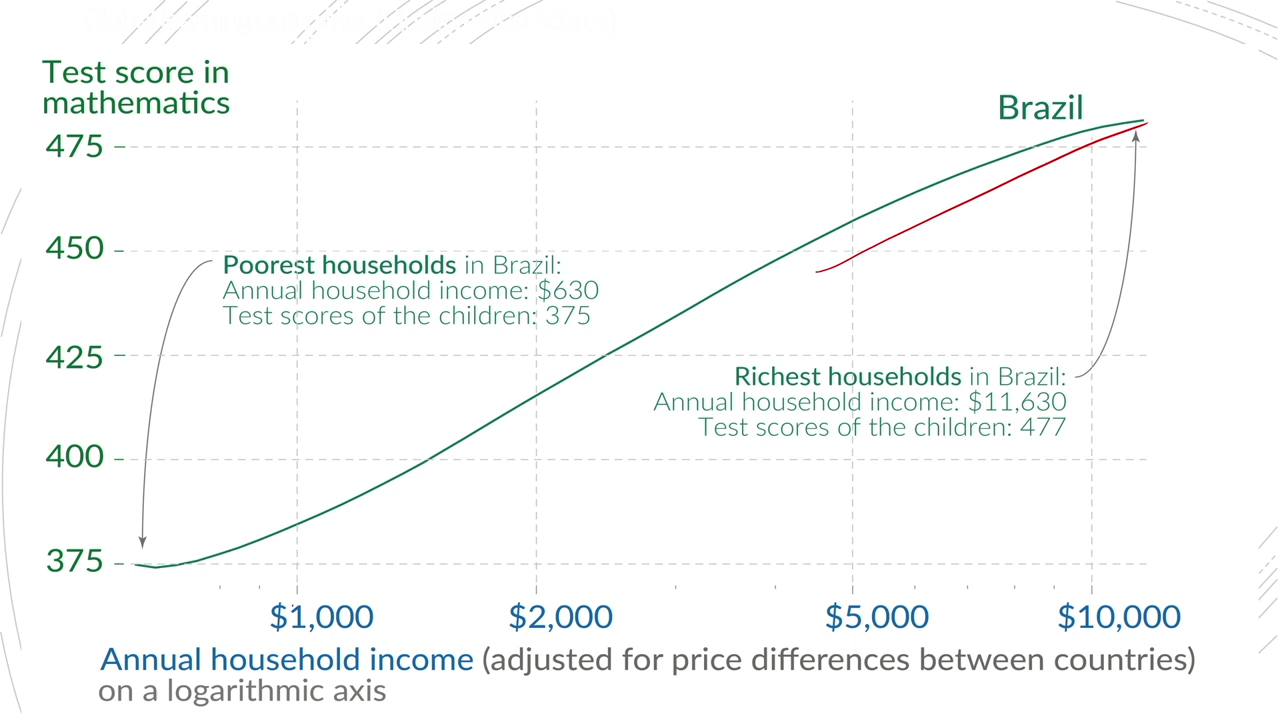 Test score in
mathematics
Brazil
475
450
Poorest households in Brazil:
Annual household income: $630
Test scores of the children: 375
425
Richest households in Brazil:
Annual household income: $11,630
Test scores of the children: 477
400
375
$1,000 $2,000 $5,000 $10,000
Annual household income (adjusted for price differences between countries)
on a logarithmic axis